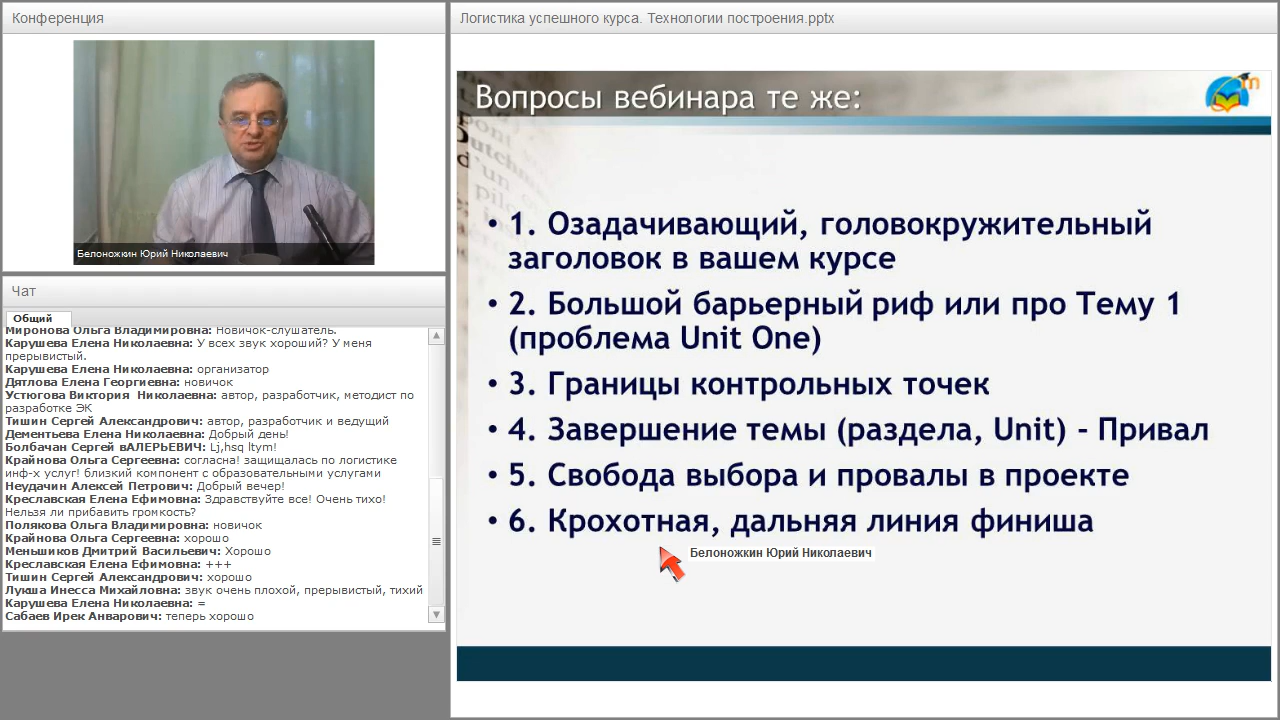 Конференция
Белоножкин Юрий Николаевич
Чат
Общий
Миронова Ольга Владимировна: Новичок-слушатель.
Карушева Елена Николаевна: У всех звук хороший? У меня
прерывистый.
Карушева Елена Николаевна: организатор
Дятлова Елена Георгиевна: новичок
Устюгова Виктория Николаевна: автор, разработчик, методист по
разработке ЭК
Тишин Сергей Александрович: автор, разработчик и ведущий
Дементьева Елена Николаевна: Добрый день!
Болбачан Сергей вАЛЕРЬЕВИЧ: Lj,hsq ltym!
Крайнова Ольга Сергеевна: согласна! защищалась по логистике
инф-х услуг! близкий компонент с образовательными услугами
Неудачин Алексей Петрович: Добрый вечер!
Креславская Елена Ефимовна: Здравствуйте все! Очень тихо!
Нельзя ли прибавить громкость?
Полякова Ольга Владимировна: новичок
Крайнова Ольга Сергеевна: хорошо
Меньшиков Дмитрий Васильевич: Хорошо
Креславская Елена Ефимовна: +++
Тишин Сергей Александрович: хорошо
Лукша Инесса Михайловна: звук очень плохой, прерывистый, тихий
Карушева Елена Николаевна: =
Сабаев Ирек Анварович: теперь хорошо
Логистика успешного курса. Технологии построения.pptx
Вопросы вебинара те же:
• 1. Озадачивающий, головокружительный
заголовок в вашем курсе
• 2. Большой барьерный риф или про Тему 1
(проблема Unit One)
• 3. Границы контрольных точек
• 4. Завершение темы (раздела, Unit) - Привал
• 5. Свобода выбора и провалы в проекте
• 6. Крохотная, дальняя линия финиша
Белоножкин Юрий Николаевич